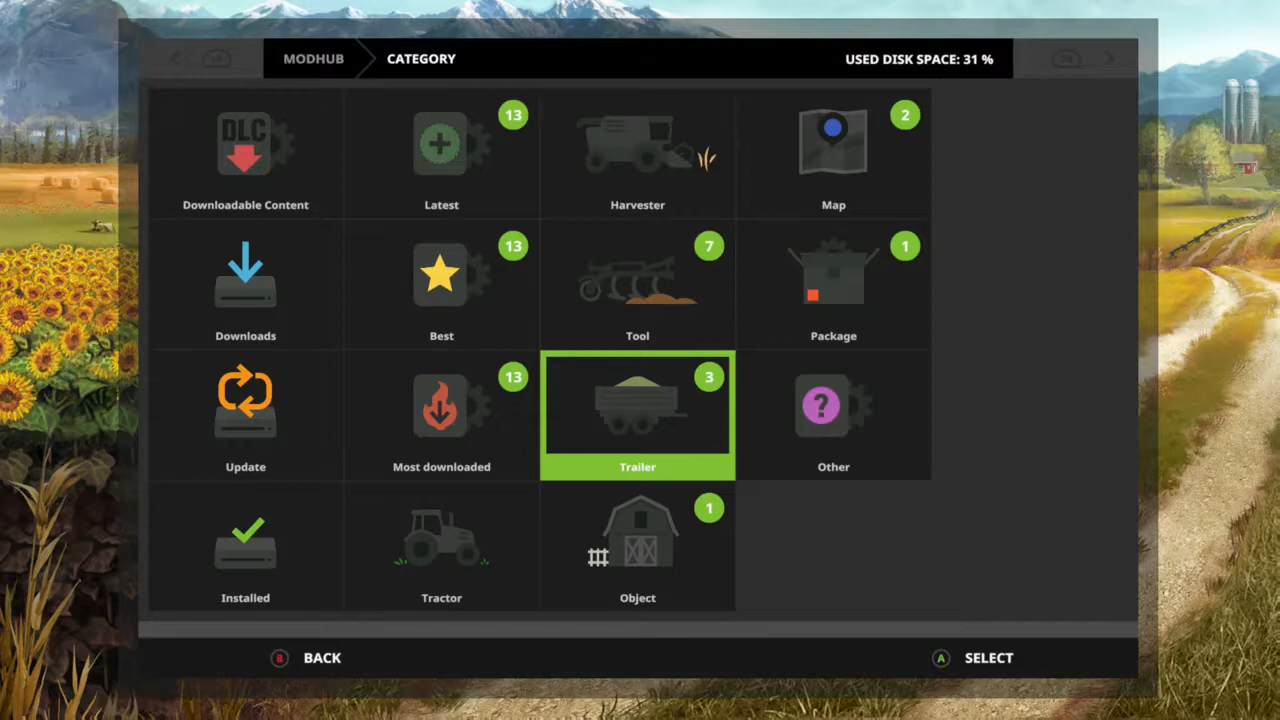 MODHUB
CATEGORY
USED DISK SPACE: 31 %
DLC
13
2
Downloadable Content
Latest
Harvester
Map
13
7
1
Downloads
Best
Tool
Package
13
3
?
Update
Most downloaded
Trailer
Other
1
Installed
Tractor
Object
B BACK
A SELECT